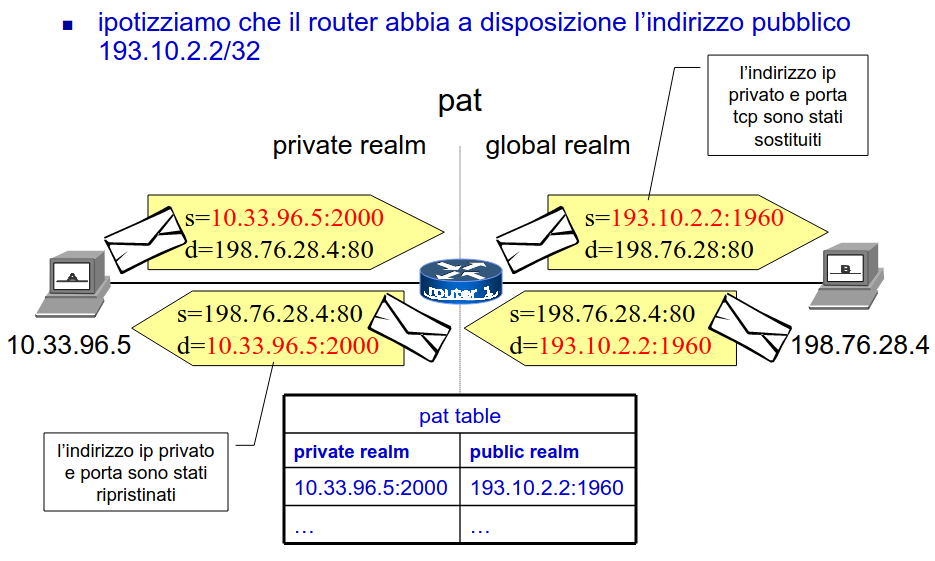 ipotizziamo che il router abbia a disposizione l'indirizzo pubblico
193.10.2.2/32
l'indirizzo ip
privato e porta
tcp sono stati
sostituiti
pat
private realm
global realm
s=10.33.96.5:2000
d=198.76.28.4:80
s=193.10.2.2:1960
d=198.76.28:80
A
router 1
B
s=198.76.28.4:80
d=10.33.96.5:2000
s=198.76.28.4:80
d=193.10.2.2:1960
10.33.96.5
198.76.28.4
pat table
private realm
public realm
10.33.96.5:2000
193.10.2.2:1960
…
…
l'indirizzo ip privato
e porta sono stati
ripristinati